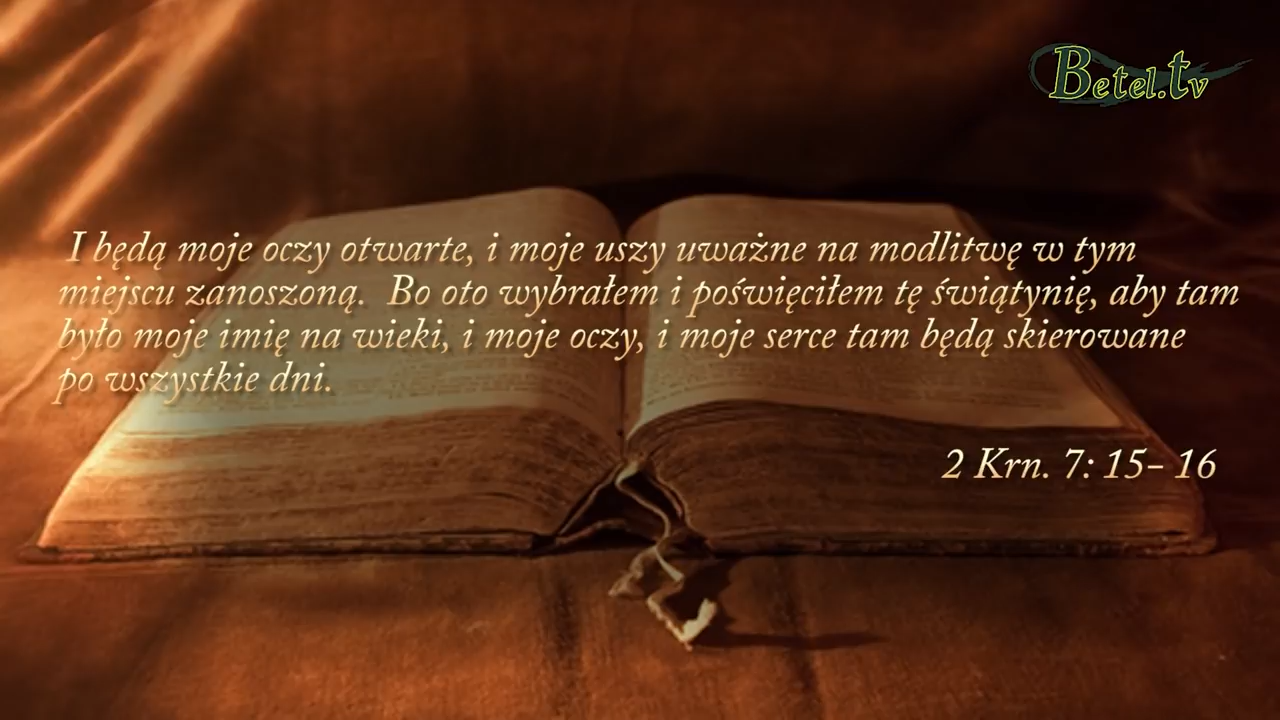 Betel.tv
I będą moje oczy otwarte, i moje uszy uważne na modlitwę w tym
miejscu zanoszoną. Bo oto wybrałem i poświęciłem tę świątynię, aby tam
było moje imię na wieki, i moje oczy, i moje serce tam będą skierowane
po wszystkie dni.
2 Krn. 7: 15– 16